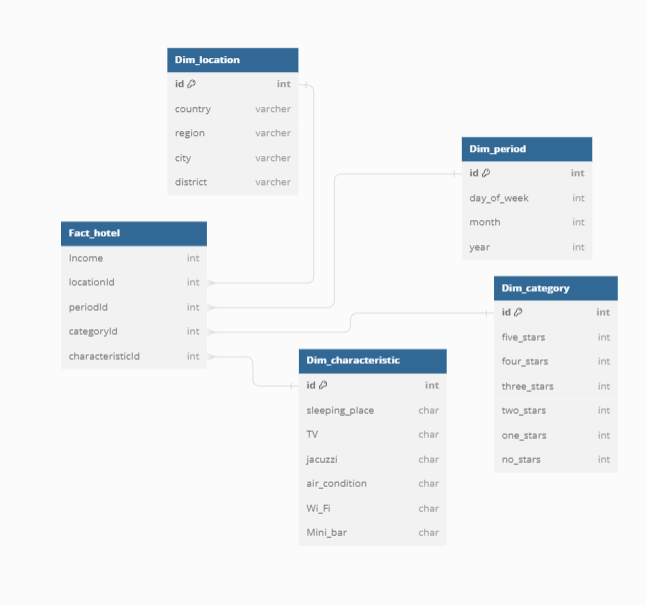 Dim_location
id int
country varcher
region varcher
city varcher
district varcher
Dim_period
id int
day_of_week int
month int
year int
Fact_hotel
Income int
locationId int
periodId int
categoryId int
characteristicId int
Dim_category
id int
five_stars int
four_stars int
three_stars int
two_stars int
one_stars int
no_stars int
Dim_characteristic
id int
sleeping_place char
TV char
jacuzzi char
air_condition char
Wi_Fi char
Mini_bar char